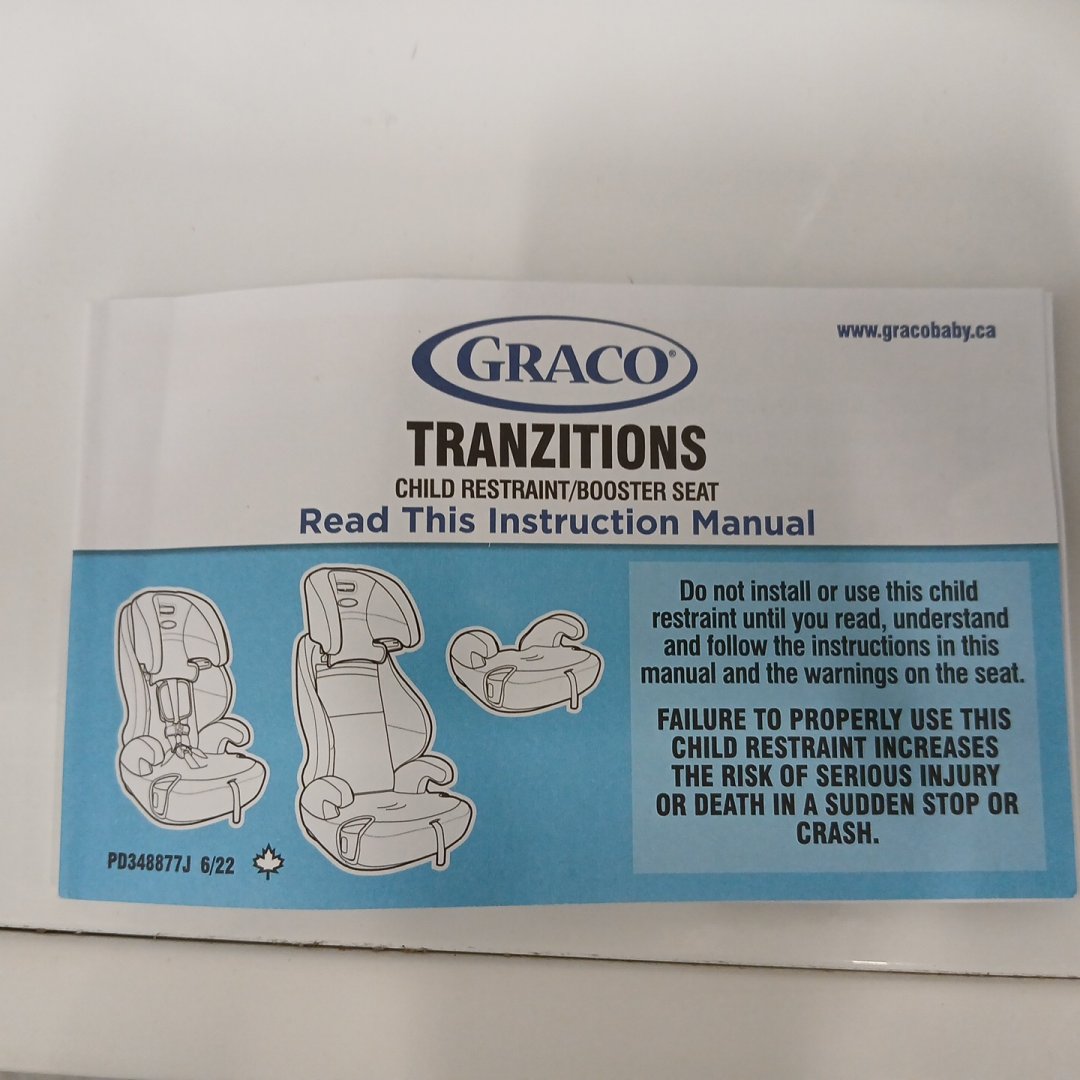 www.gracobaby.ca
GRACO®
TRANZITIONS
CHILD RESTRAINT/BOOSTER SEAT
Read This Instruction Manual
Do not install or use this child
restraint until you read, understand
and follow the instructions in this
manual and the warnings on the seat.
FAILURE TO PROPERLY USE THIS
CHILD RESTRAINT INCREASES
THE RISK OF SERIOUS INJURY
OR DEATH IN A SUDDEN STOP OR
CRASH.
PD348877J 6/22